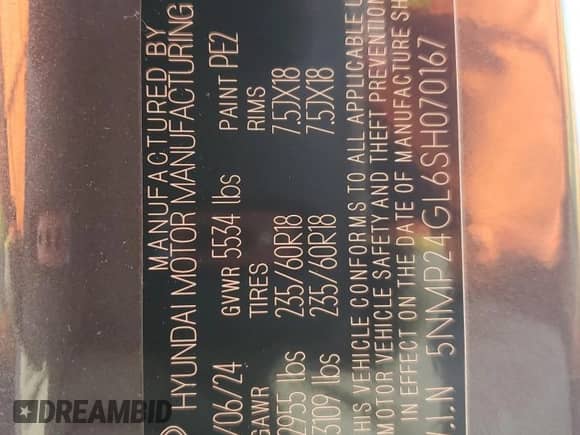 MANUFACTURED BY
HYUNDAI MOTOR MANUFACTURING
/06/24 GVWR 5534 lbs PAINT PE2
GAWR TIRES RIMS
2955 lbs 235/60R18 7.5JX18
3109 lbs 235/60R18 7.5JX18
THIS VEHICLE CONFORMS TO ALL APPLICABLE
MOTOR VEHICLE SAFETY AND THEFT PREVENTION
IN EFFECT ON THE DATE OF MANUFACTURE SH
V.I.N 5NMP24GL6SH070167
DREAMBID